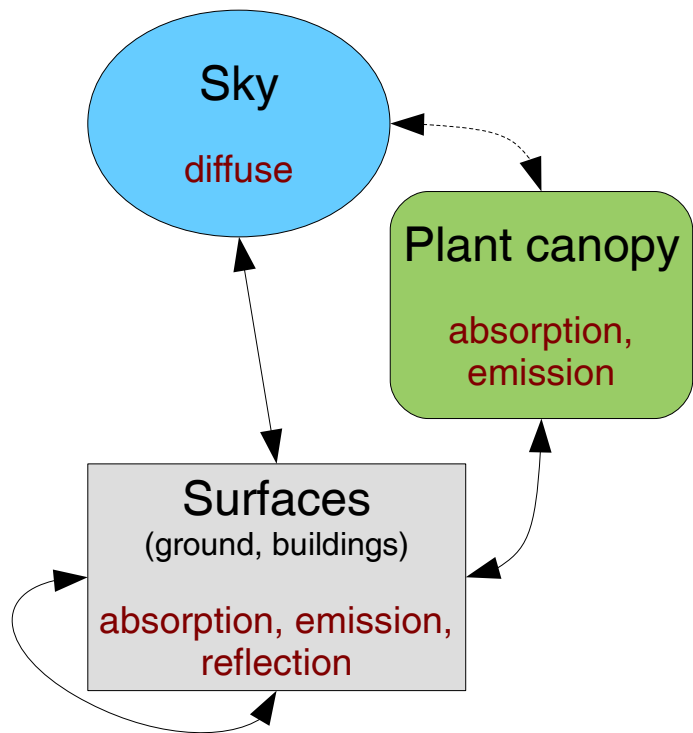 Sky
diffuse
Plant canopy
absorption,
emission
Surfaces
(ground, buildings)
absorption, emission,
reflection